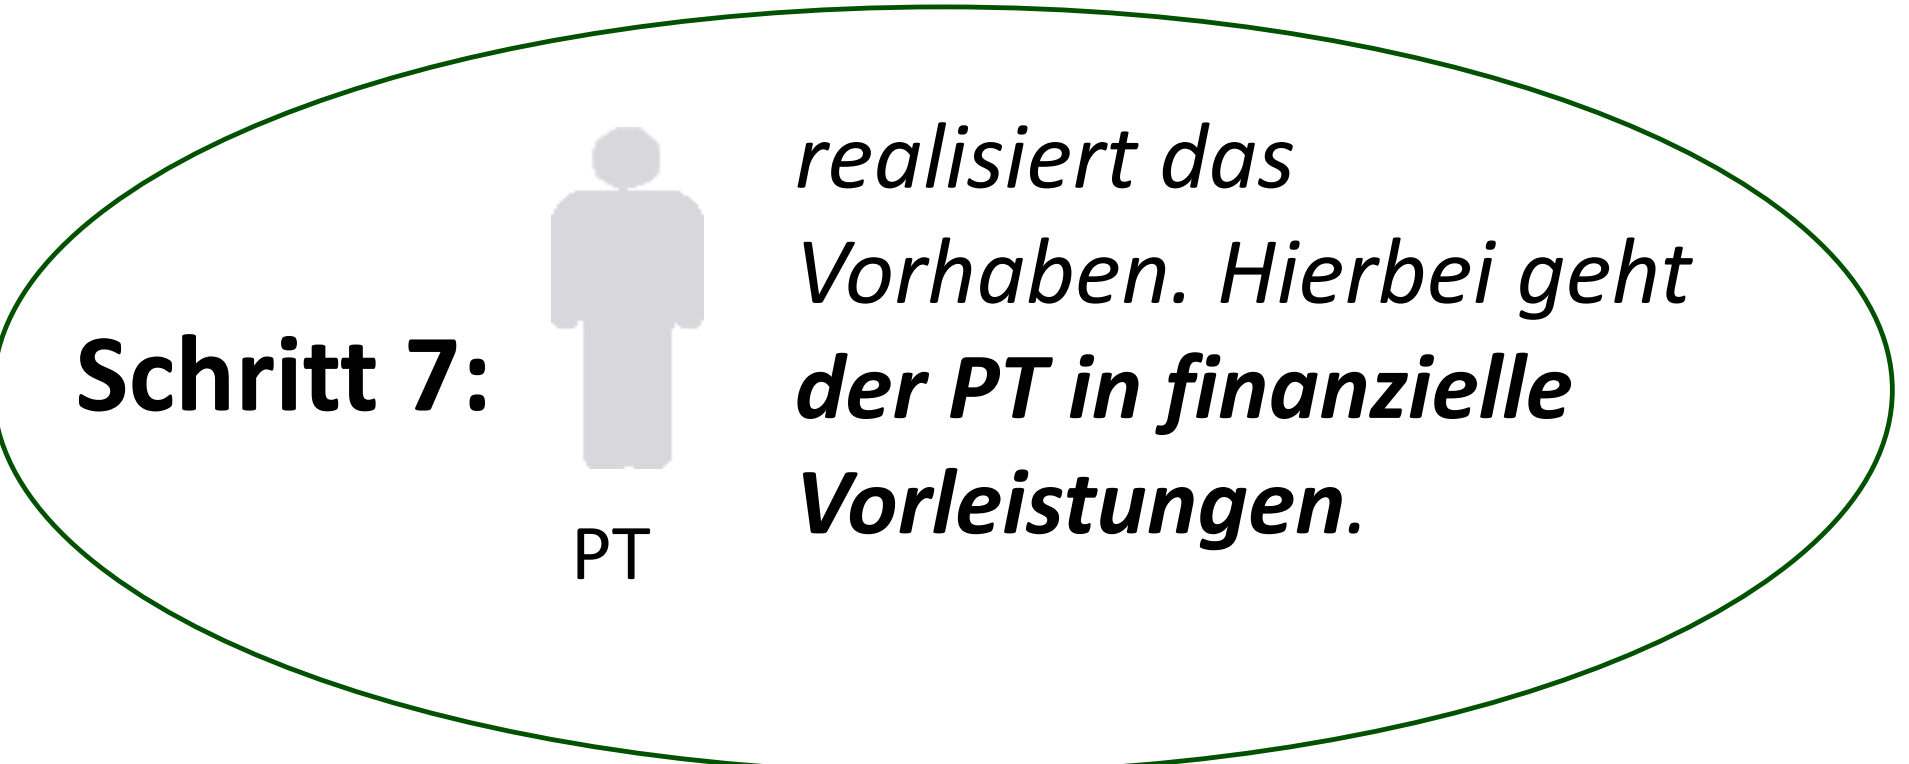 Schritt 7:
PT
realisiert das
Vorhaben. Hierbei geht
der PT in finanzielle
Vorleistungen.